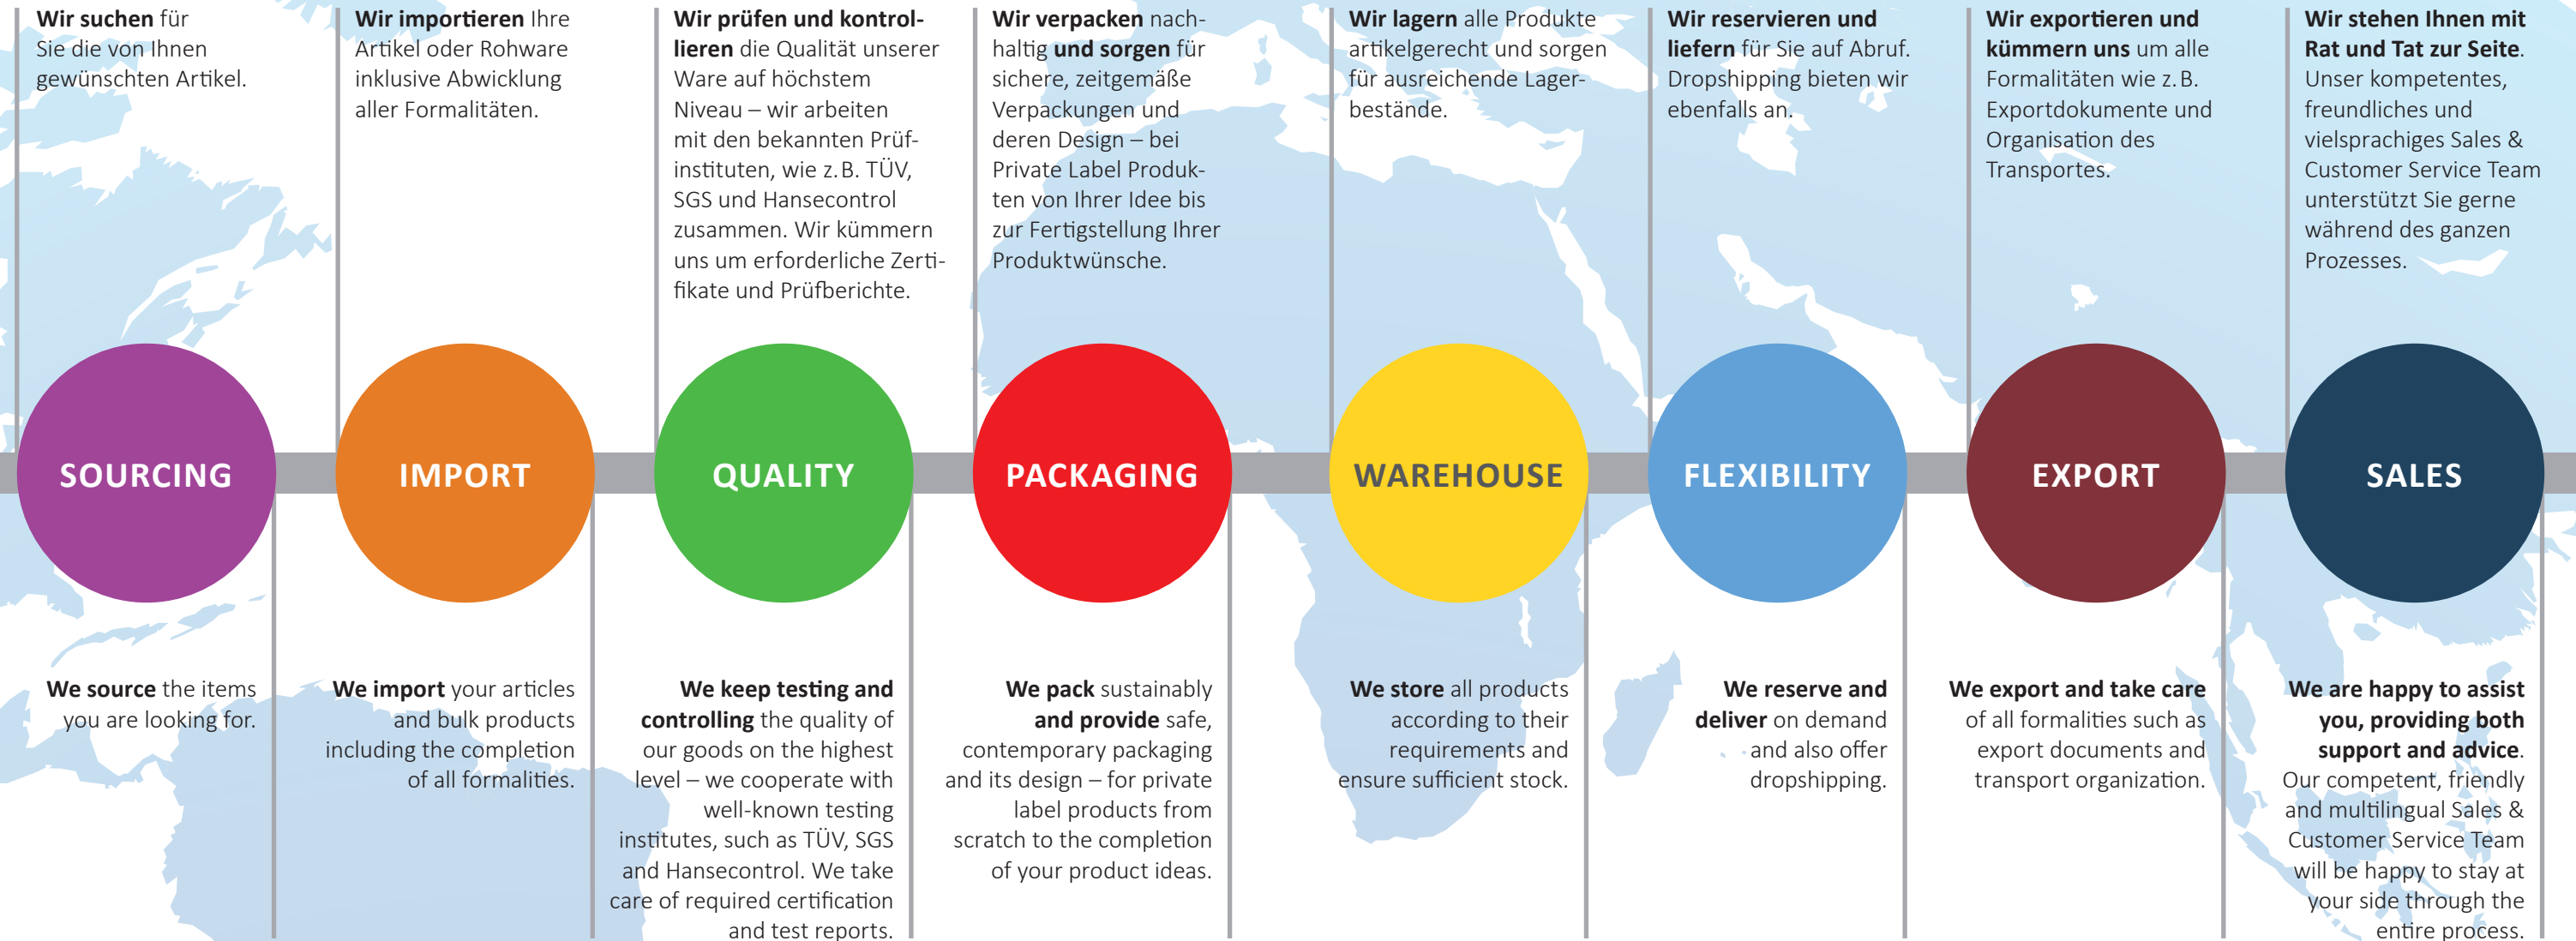 Wir suchen für
Sie die von Ihnen
gewünschten Artikel.
Wir importieren Ihre
Artikel oder Rohware
inklusive Abwicklung
aller Formalitäten.
Wir prüfen und kontrol-
lieren die Qualität unserer
Ware auf höchstem
Niveau – wir arbeiten
mit den bekannten Prüf-
instituten, wie z. B. TÜV,
SGS und Hansecontrol
zusammen. Wir kümmern
uns um erforderliche Zerti-
fikate und Prüfberichte.
Wir verpacken nach-
haltig und sorgen für
sichere, zeitgemäße
Verpackungen und
deren Design – bei
Private Label Produk-
ten von Ihrer Idee bis
zur Fertigstellung Ihrer
Produktwünsche.
Wir lagern alle Produkte
artikelgerecht und sorgen
für ausreichende Lager-
bestände.
Wir reservieren und
liefern für Sie auf Abruf.
Dropshipping bieten wir
ebenfalls an.
Wir exportieren und
kümmern uns um alle
Formalitäten wie z. B.
Exportdokumente und
Organisation des
Transportes.
Wir stehen Ihnen mit
Rat und Tat zur Seite.
Unser kompetentes,
freundliches und
vielsprachiges Sales &
Customer Service Team
unterstützt Sie gerne
während des ganzen
Prozesses.
SOURCING
IMPORT
QUALITY
PACKAGING
WAREHOUSE
FLEXIBILITY
EXPORT
SALES
We source the items
you are looking for.
We import your articles
and bulk products
including the completion
of all formalities.
We keep testing and
controlling the quality of
our goods on the highest
level – we cooperate with
well-known testing
institutes, such as TÜV, SGS
and Hansecontrol. We take
care of required certification
and test reports.
We pack sustainably
and provide safe,
contemporary packaging
and its design – for private
label products from
scratch to the completion
of your product ideas.
We store all products
according to their
requirements and
ensure sufficient stock.
We reserve and
deliver on demand
and also offer
dropshipping.
We export and take care
of all formalities such as
export documents and
transport organization.
We are happy to assist
you, providing both
support and advice.
Our competent, friendly
and multilingual Sales &
Customer Service Team
will be happy to stay at
your side through the
entire process.